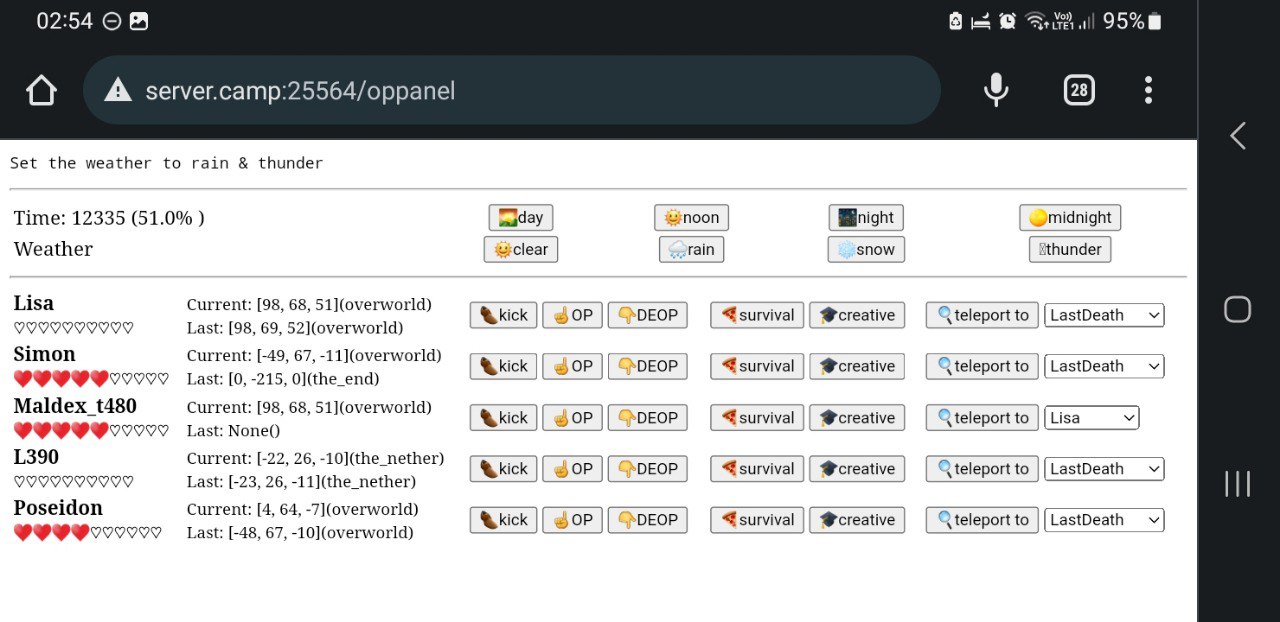 02:54 Vo) LTE1 95%
server.camp:25564/oppanel 28
Set the weather to rain & thunder
Time: 12335 (51.0% ) day noon night midnight
Weather clear rain snow thunder
Lisa Current: [98, 68, 51](overworld) kick OP DEOP survival creative teleport to LastDeath
Last: [98, 69, 52](overworld)
Simon Current: [-49, 67, -11](overworld) kick OP DEOP survival creative teleport to LastDeath
Last: [0, -215, 0](the_end)
Maldex_t480 Current: [98, 68, 51](overworld) kick OP DEOP survival creative teleport to Lisa
Last: None()
L390 Current: [-22, 26, -10](the_nether) kick OP DEOP survival creative teleport to LastDeath
Last: [-23, 26, -11](the_nether)
Poseidon Current: [4, 64, -7](overworld) kick OP DEOP survival creative teleport to LastDeath
Last: [-48, 67, -10](overworld)